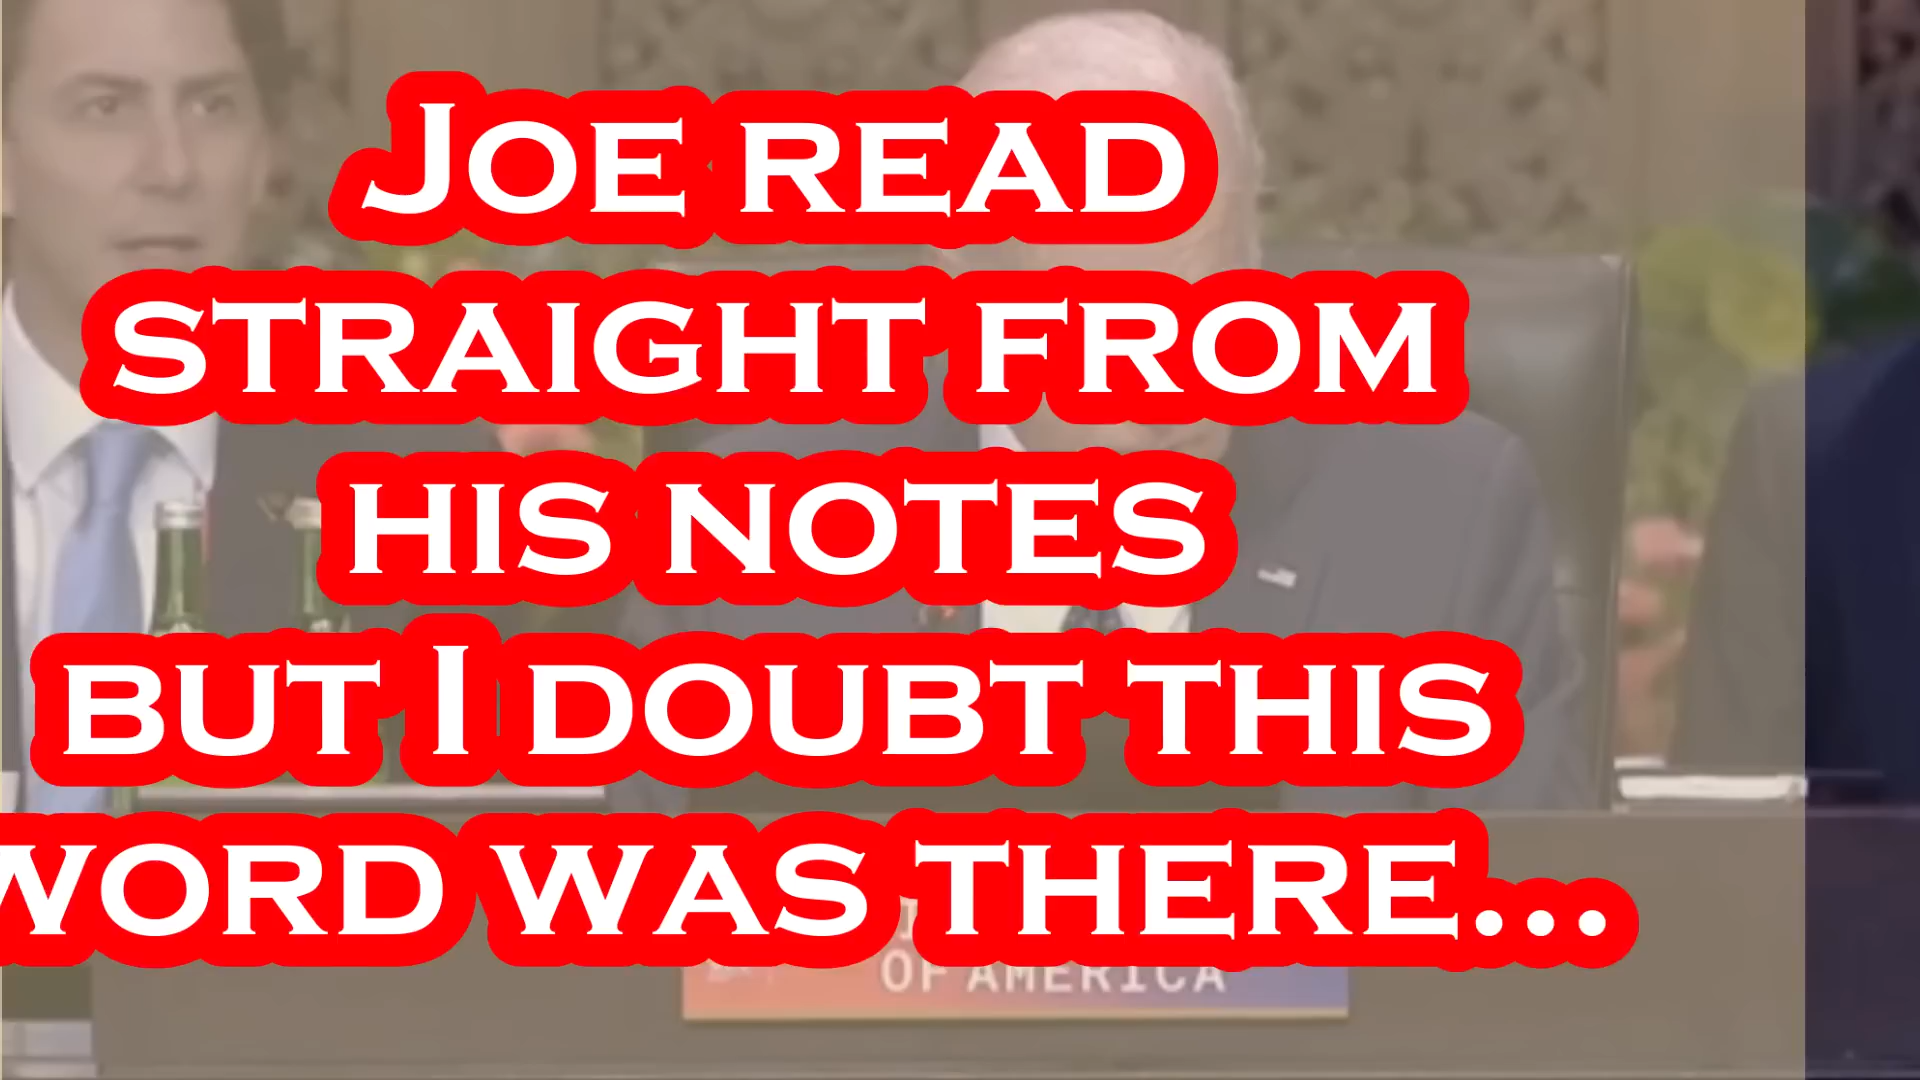 Joe read
straight from
his notes
but I doubt this
word was there...
OF AMERICA